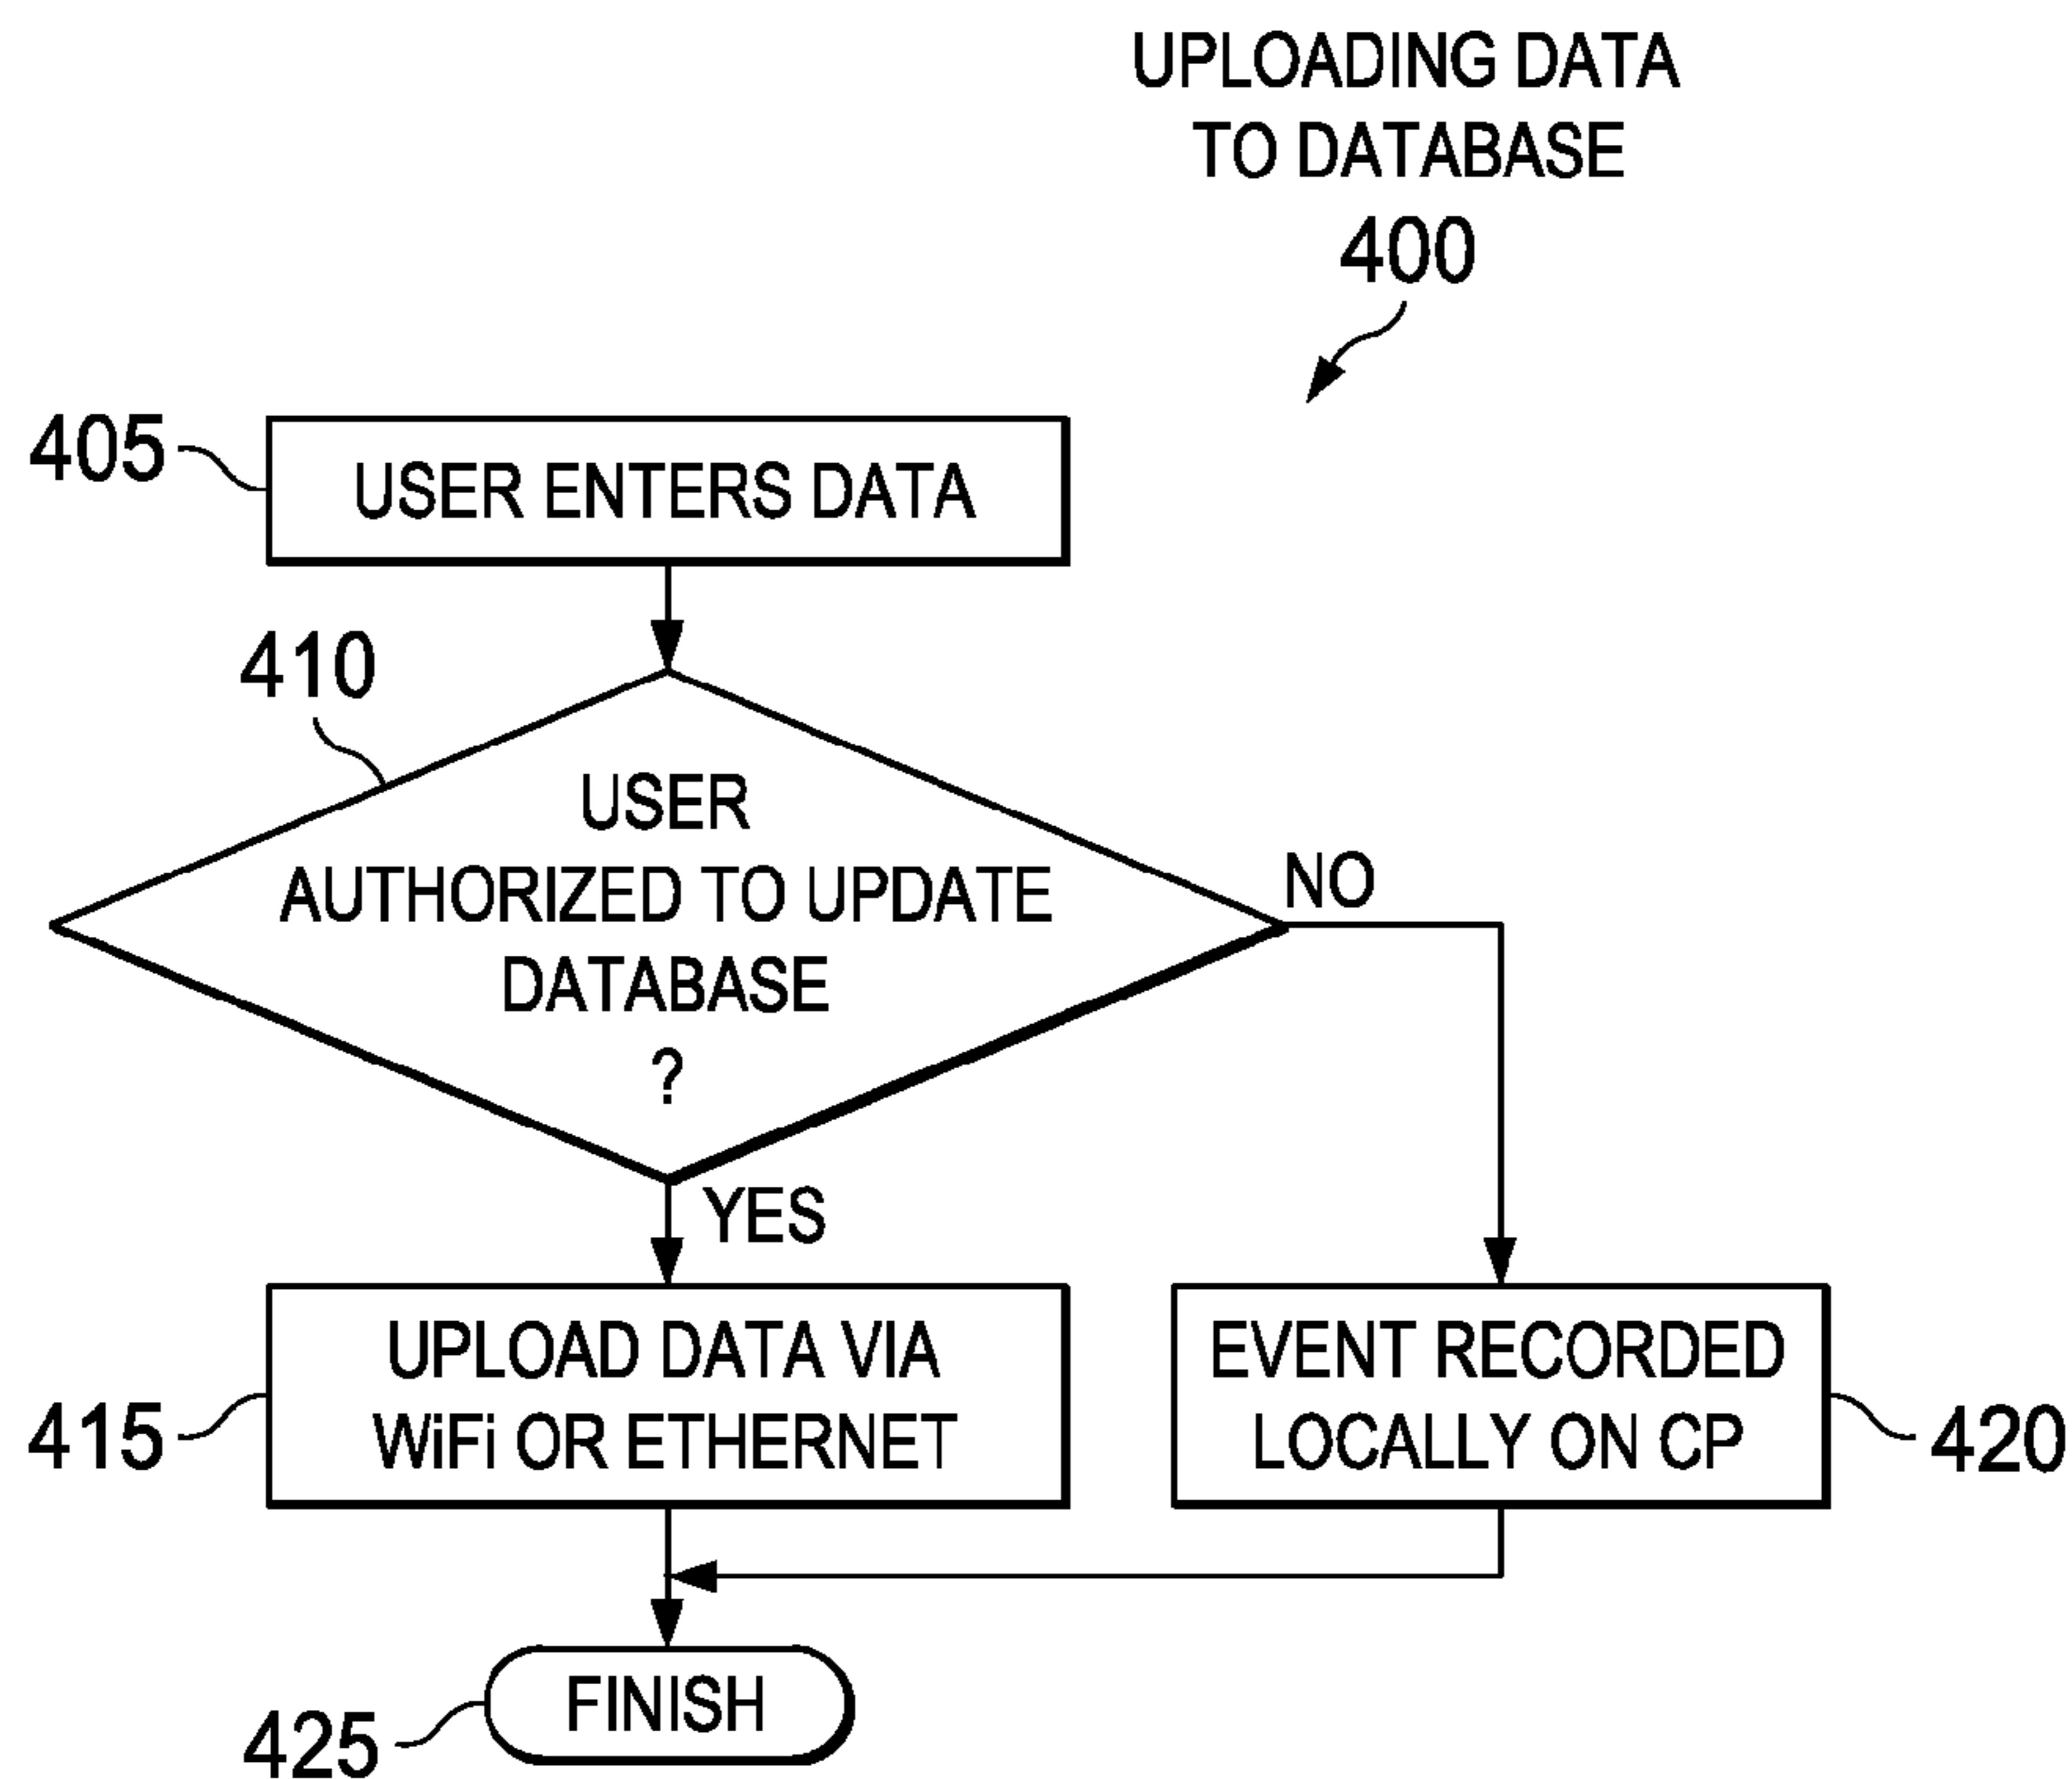 UPLOADING DATA
TO DATABASE
400
405
USER ENTERS DATA
410
USER
AUTHORIZED TO UPDATE
DATABASE
?
NO
YES
UPLOAD DATA VIA
WiFi OR ETHERNET
415
EVENT RECORDED
LOCALLY ON CP
420
FINISH
425